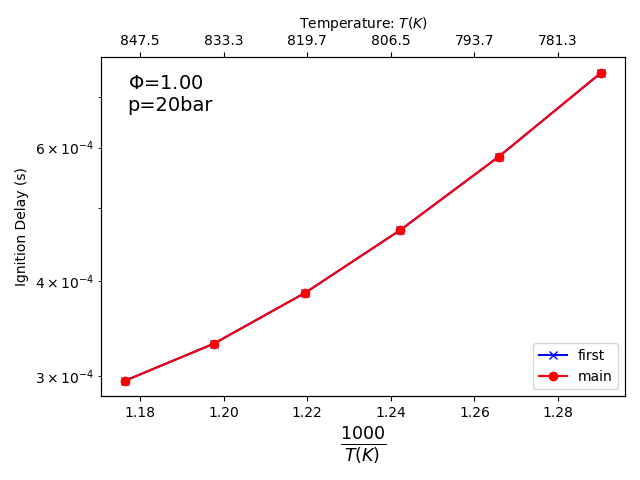 Temperature: T(K)
847.5 833.3 819.7 806.5 793.7 781.3
Φ=1.00
p=20bar
6 × 10⁻⁴
4 × 10⁻⁴
3 × 10⁻⁴
Ignition Delay (s)
first
main
1.18 1.20 1.22 1.24 1.26 1.28
1000
T(K)